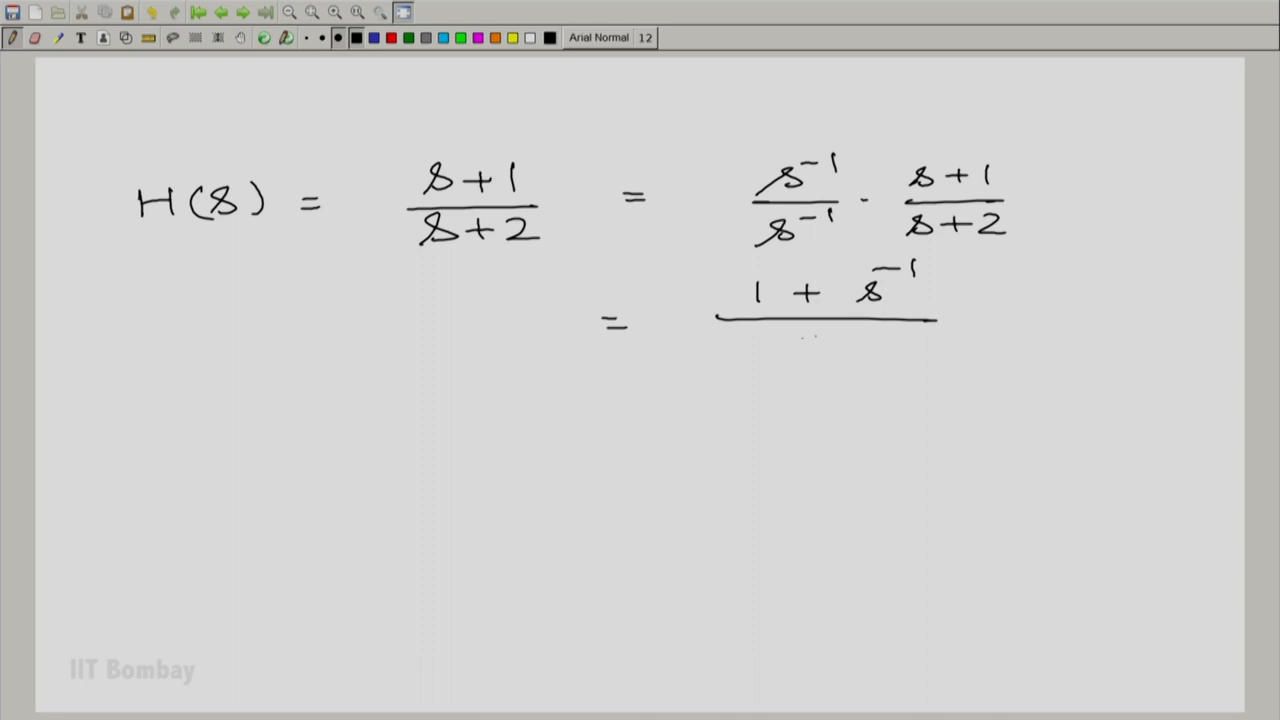 Arial Normal 12
H(s) = s+1 / s+2 = s⁻¹ / s⁻¹ · s+1 / s+2
= 1 + s⁻¹
IIT Bombay